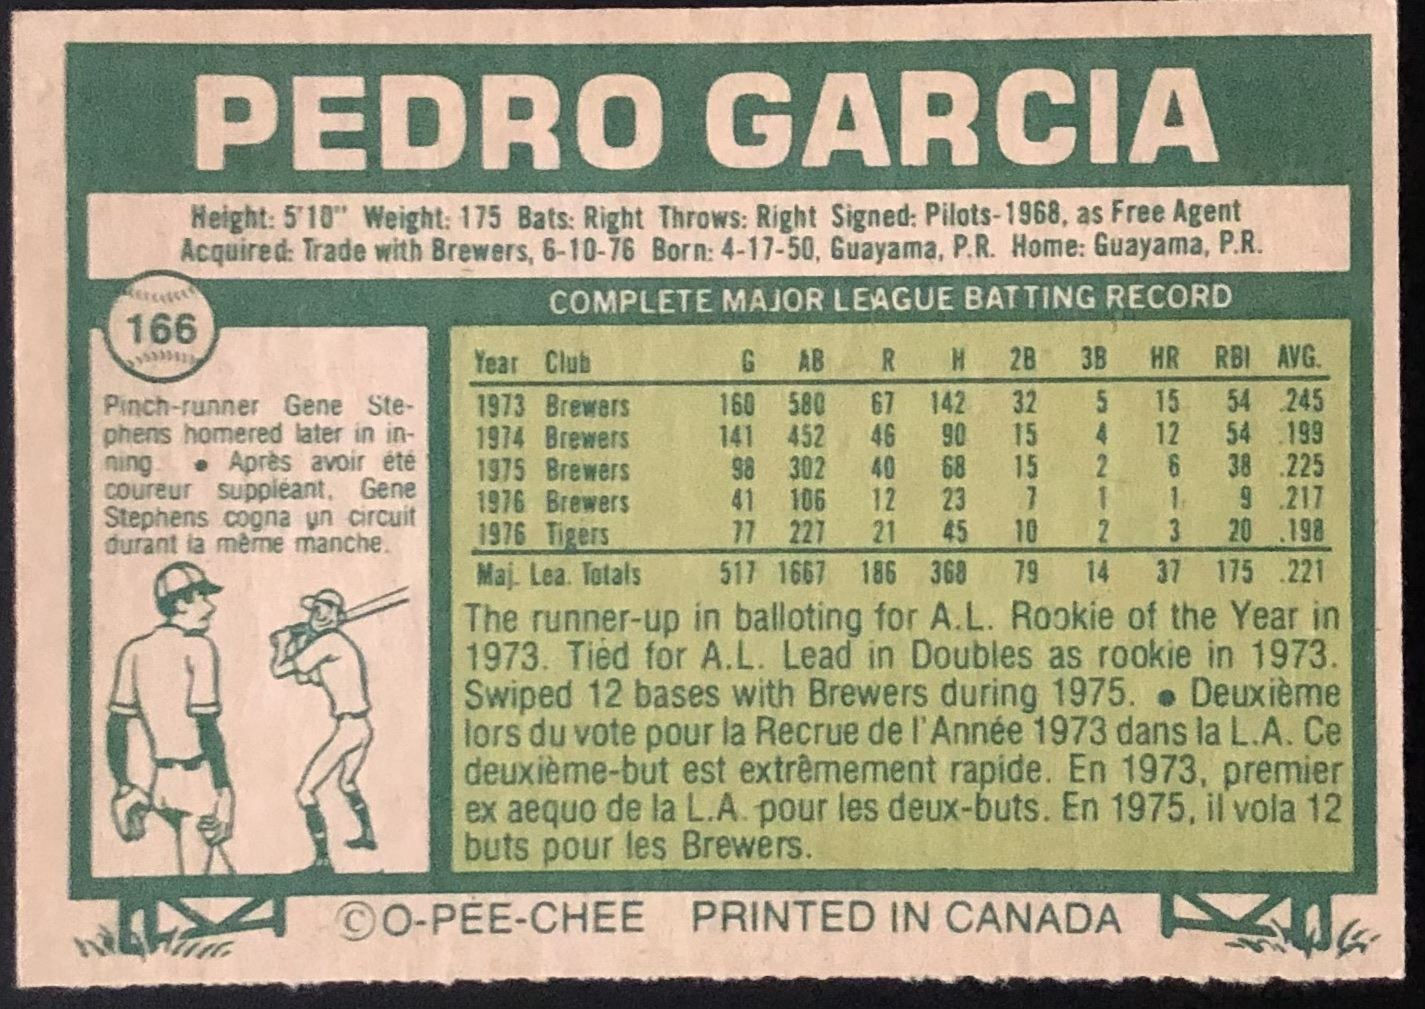 PEDRO GARCIA
Height: 5'10" Weight: 175 Bats: Right Throws: Right Signed: Pilots-1968, as Free Agent
Acquired: Trade with Brewers, 6-10-76 Born: 4-17-50, Guayama, P.R. Home: Guayama, P.R.
166
Pinch-runner Gene Ste-
phens homered later in in-
ning. • Après avoir été
coureur suppléant, Gene
Stephens cogna un circuit
durant la même manche.
COMPLETE MAJOR LEAGUE BATTING RECORD
Year Club G AB R H 2B 3B HR RBI AVG.
1973 Brewers 160 580 67 142 32 5 15 54 .245
1974 Brewers 141 452 46 90 15 4 12 54 .199
1975 Brewers 98 302 40 68 15 2 6 38 .225
1976 Brewers 41 106 12 23 7 1 1 9 .217
1976 Tigers 77 227 21 45 10 2 3 20 .198
Maj. Lea. Totals 517 1667 186 368 79 14 37 175 .221
The runner-up in balloting for A.L. Rookie of the Year in
1973. Tied for A.L. Lead in Doubles as rookie in 1973.
Swiped 12 bases with Brewers during 1975. • Deuxième
lors du vote pour la Recrue de l'Année 1973 dans la L.A. Ce
deuxième-but est extrêmement rapide. En 1973, premier
ex aequo de la L.A. pour les deux-buts. En 1975, il vola 12
buts pour les Brewers.
©O-PEE-CHEE PRINTED IN CANADA